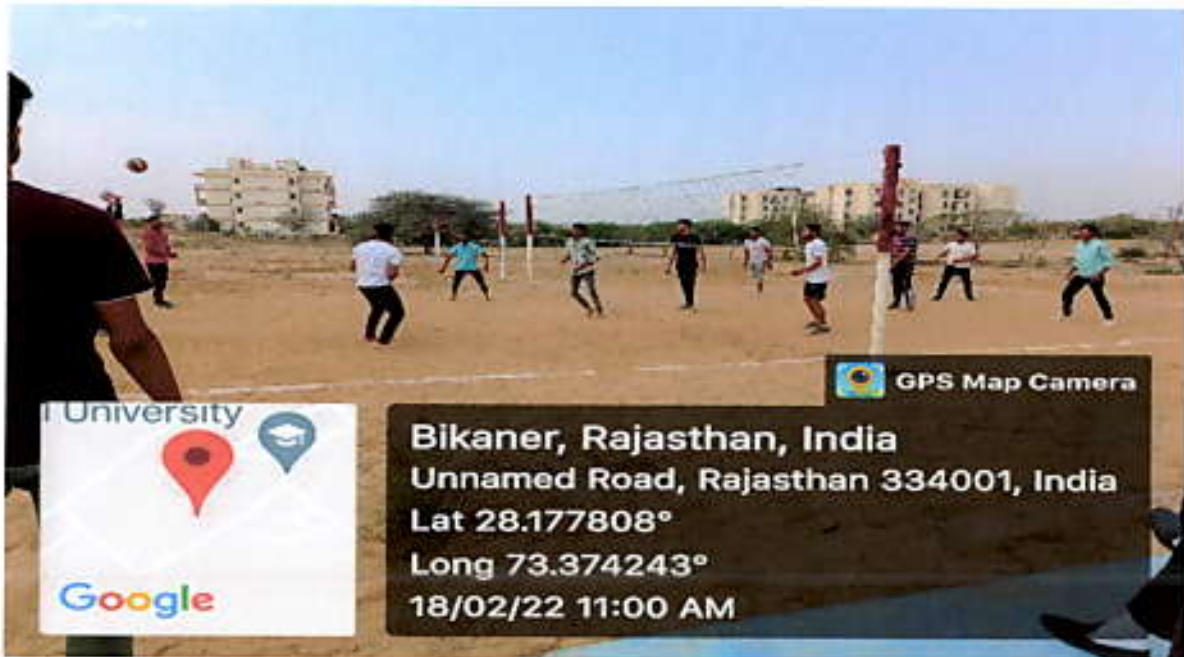 GPS Map Camera
l University
Google
Bikaner, Rajasthan, India
Unnamed Road, Rajasthan 334001, India
Lat 28.177808°
Long 73.374243°
18/02/22 11:00 AM